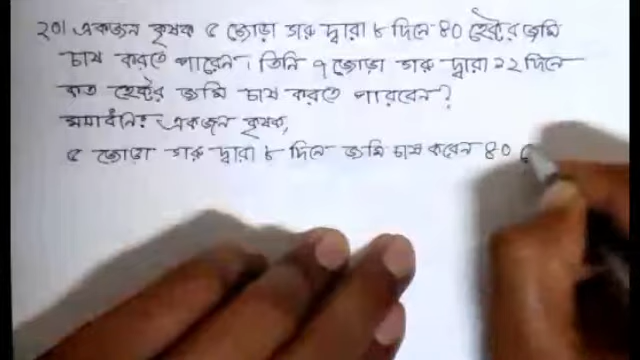 ২০। একজন কৃষক ৫ জোড়া গরু দ্বারা ৮ দিনে ৪০ হেক্টর জমি
চাষ করতে পারেন। তিনি ৭ জোড়া গরু দ্বারা ১২ দিনে
কত হেক্টর জমি চাষ করতে পারবেন?
সমাধান: একজন কৃষক,
৫ জোড়া গরু দ্বারা ৮ দিনে জমি চাষ করেন ৪০